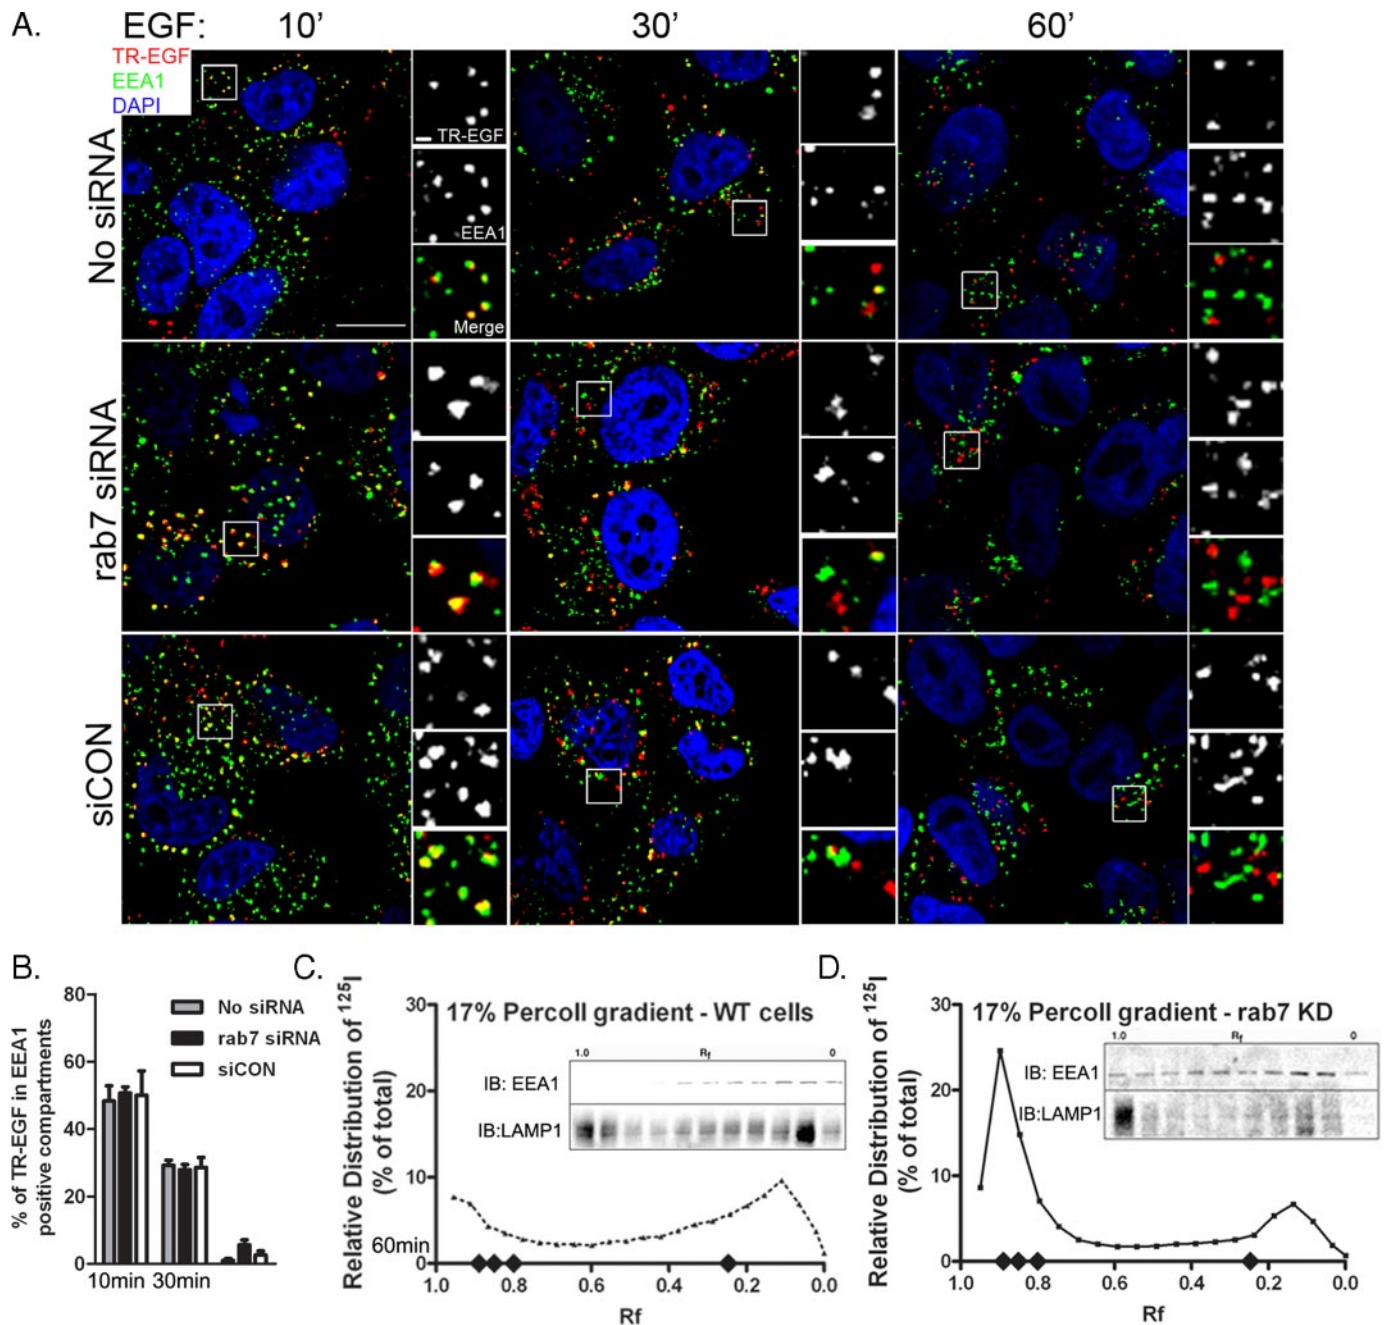 A.
EGF: 10’ 30’ 60’
TR-EGF
EEA1
DAPI
No siRNA
TR-EGF
EEA1
Merge
rab7 siRNA
siCON
B.
% of TR-EGF in EEA1
positive compartments
80
60
40
20
0
No siRNA
rab7 siRNA
siCON
10min 30min
60min
C.
17% Percoll gradient - WT cells
Relative Distribution of ¹²⁵I
(% of total)
30
20
10
0
1.0 Rf 0
IB: EEA1
IB:LAMP1
1.0 0.8 0.6 0.4 0.2 0.0
Rf
D.
17% Percoll gradient - rab7 KD
Relative Distribution of ¹²⁵I
(% of total)
30
20
10
0
1.0 Rf 0
IB: EEA1
IB:LAMP1
1.0 0.8 0.6 0.4 0.2 0.0
Rf